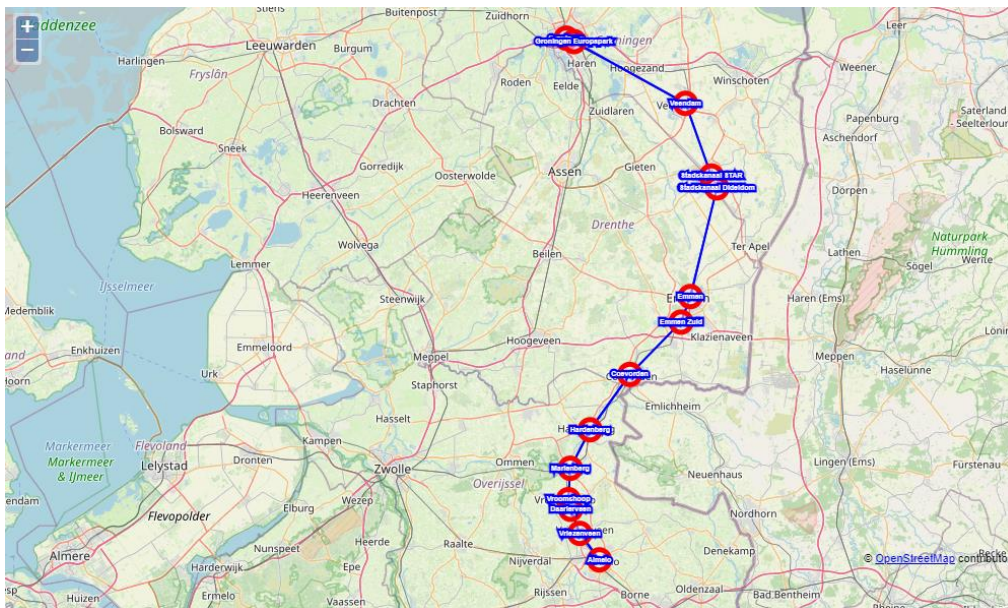 +
−
Waddenzee
Stiens
Buitenpost
Zuidhorn
Groningen Europapark
Leer
Harlingen
Leeuwarden
Burgum
Haren
Hoogezand
Winschoten
Weener
Fryslân
Roden
Eelde
Drachten
Zuidlaren
Veendam
Papenburg
Saterland
Aschendorf
Bolsward
Sneek
Gorredijk
Oosterwolde
Assen
Gieten
Stadskanaal STAR
Stadskanaal Dideldom
Heerenveen
Dörpen
Drenthe
Naturpark
Hümmling
Werlte
Wolvega
Beilen
Ter Apel
Lathen
Sögel
Lemmer
IJsselmeer
Medemblik
Steenwijk
Emmen
Haren (Ems)
Emmen Zuid
Klazienaveen
Enkhuizen
Emmeloord
Hoogeveen
Meppel
Meppen
Haselunne
Hoorn
Urk
Staphorst
Coevorden
Emlichheim
Hasselt
Hardenberg
Markermeer
Flevoland
Kampen
Markermeer
& IJmeer
Lelystad
Dronten
Zwolle
Ommen
Marienberg
Neuenhaus
Lingen (Ems)
Fürstenau
Overijssel
Vroomshoop
Daarlerveen
Elburg
Wezep
Nordhorn
Flevopolder
Vriezenveen
Almere
Nunspeet
Heerde
Raalte
Harderwijk
Epe
Nijverdal
Almelo
Denekamp
© OpenStreetMap contributo
Huizen
Ermelo
Vaassen
Rijssen
Borne
Oldenzaal
Bad Bentheim
Rheine